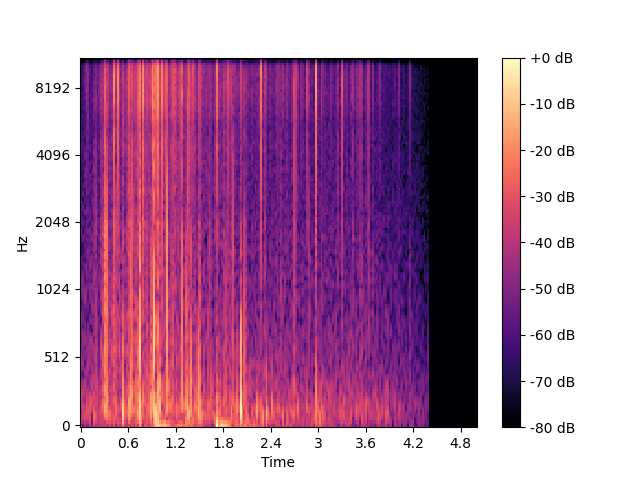 +0 dB
8192
-10 dB
4096
-20 dB
-30 dB
2048
-40 dB
Hz
-50 dB
1024
-60 dB
512
-70 dB
0
-80 dB
0 0.6 1.2 1.8 2.4 3 3.6 4.2 4.8
Time